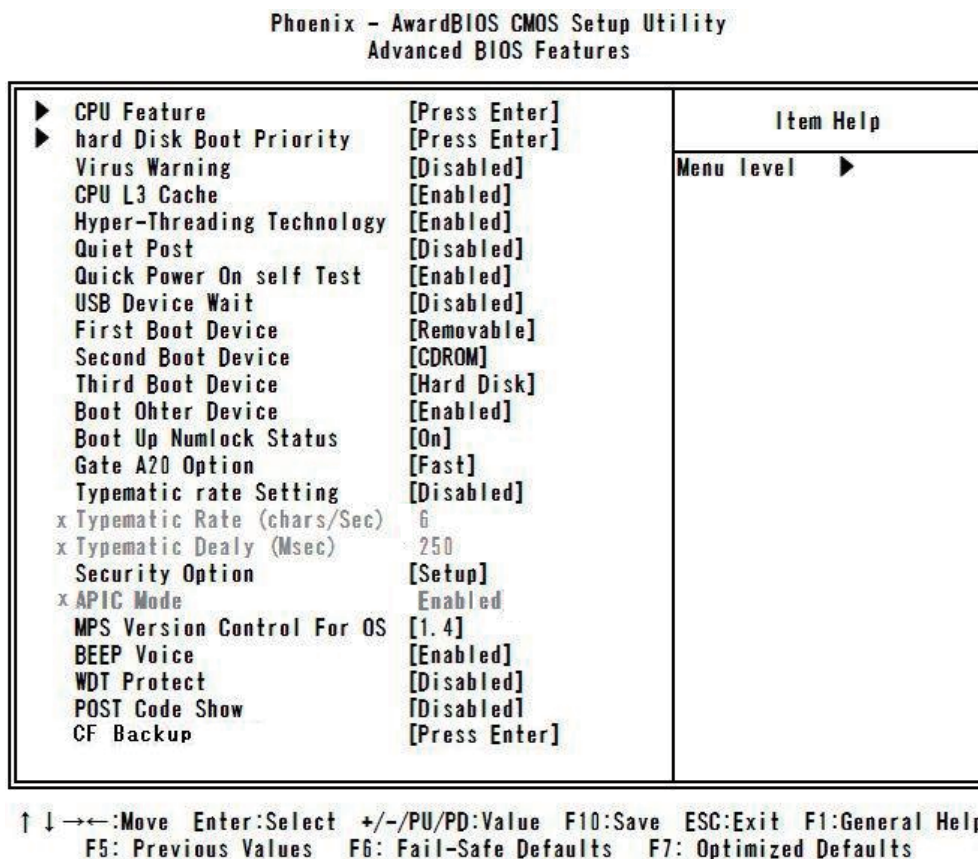 Phoenix - AwardBIOS CMOS Setup Utility
Advanced BIOS Features
▶ CPU Feature [Press Enter]
▶ hard Disk Boot Priority [Press Enter]
Virus Warning [Disabled]
CPU L3 Cache [Enabled]
Hyper-Threading Technology [Enabled]
Quiet Post [Disabled]
Quick Power On self Test [Enabled]
USB Device Wait [Disabled]
First Boot Device [Removable]
Second Boot Device [CDROM]
Third Boot Device [Hard Disk]
Boot Ohter Device [Enabled]
Boot Up Numlock Status [On]
Gate A20 Option [Fast]
Typematic rate Setting [Disabled]
x Typematic Rate (chars/Sec) 6
x Typematic Dealy (Msec) 250
Security Option [Setup]
x APIC Mode Enabled
MPS Version Control For OS [1.4]
BEEP Voice [Enabled]
WDT Protect [Disabled]
POST Code Show [Disabled]
CF Backup [Press Enter]
Item Help
Menu level ▶
↑ ↓ → ←:Move Enter:Select +/-/PU/PD:Value F10:Save ESC:Exit F1:General Help
F5: Previous Values F6: Fail-Safe Defaults F7: Optimized Defaults